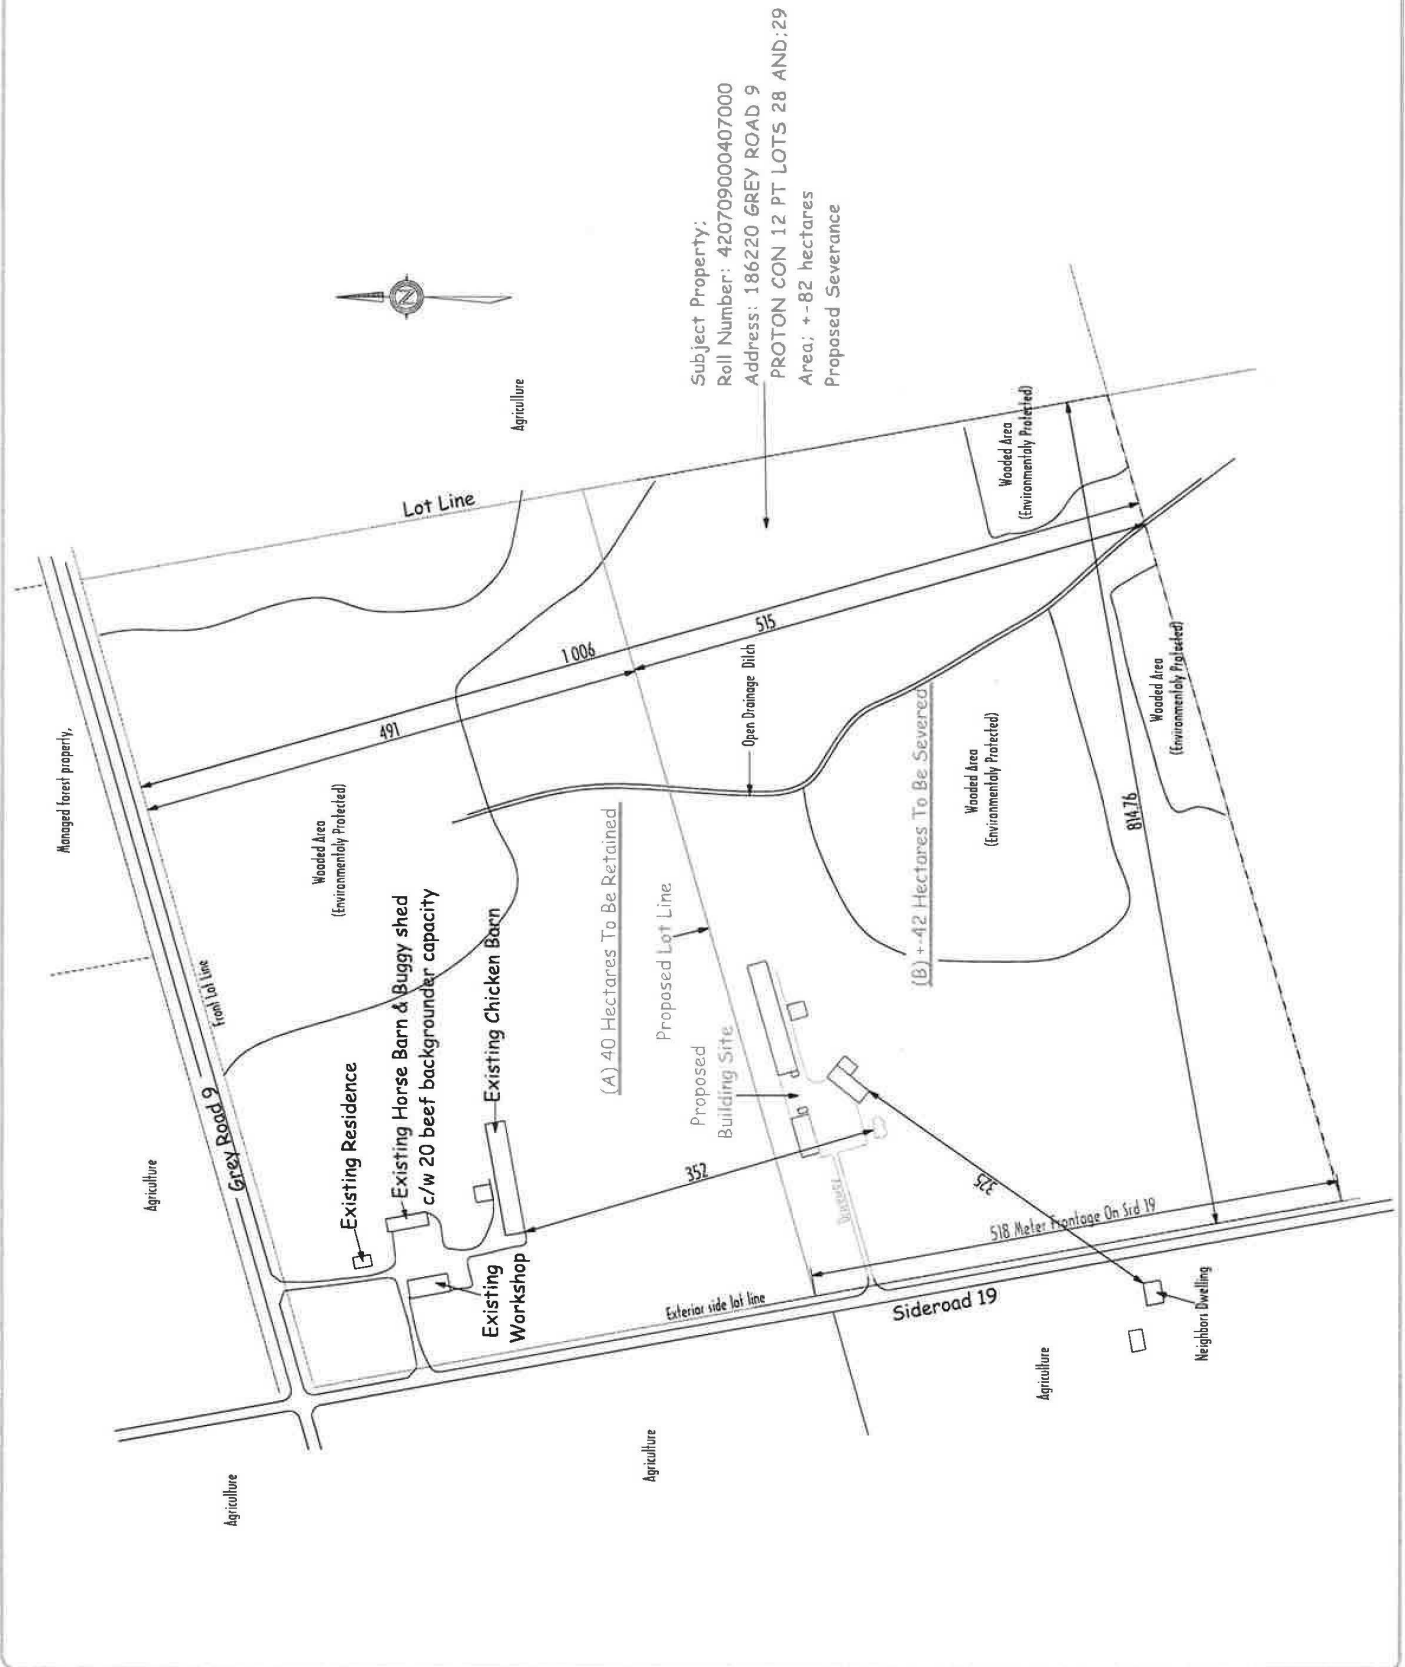 Managed forest property,
Agriculture
Agriculture
Agriculture
Agriculture
Agriculture
Grey Road 9
Front Lot Line
Lot Line
N
Wooded Area
(Environmentaly Protected)
Existing Residence
Existing Horse Barn & Buggy shed
c/w 20 beef backgrounder capacity
Existing Chicken Barn
Existing
Workshop
491
1 006
515
(A) 40 Hectares To Be Retained
Proposed Lot Line
Proposed
Building Site
Open Drainage Ditch
352
Driveway
Exterior side lot line
Sideroad 19
(B) +-42 Hectares To Be Severed
Wooded Area
(Environmentaly Protected)
Wooded Area
(Environmentaly Protected)
Wooded Area
(Environmentaly Protected)
325
518 Meter Frontage On Srd 19
814.76
Neighbors Dwelling
Subject Property;
Roll Number: 420709000407000
Address: 186220 GREY ROAD 9
PROTON CON 12 PT LOTS 28 AND;29
Area; +-82 hectares
Proposed Severance